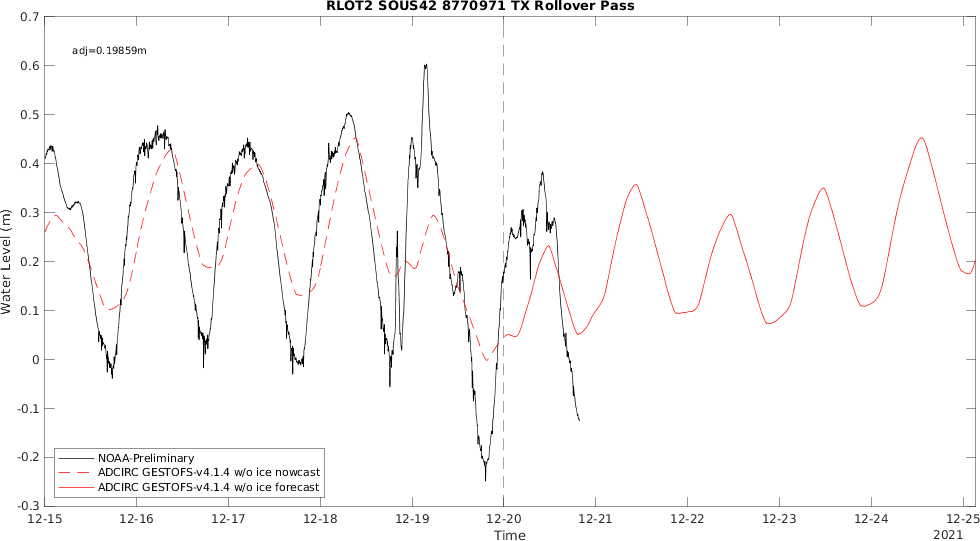 RLOT2 SOUS42 8770971 TX Rollover Pass
adj=0.19859m
Water Level (m)
0.7
0.6
0.5
0.4
0.3
0.2
0.1
0
-0.1
-0.2
-0.3
NOAA-Preliminary
ADCIRC GESTOFS-v4.1.4 w/o ice nowcast
ADCIRC GESTOFS-v4.1.4 w/o ice forecast
12-15 12-16 12-17 12-18 12-19 12-20 12-21 12-22 12-23 12-24 12-25
Time
2021